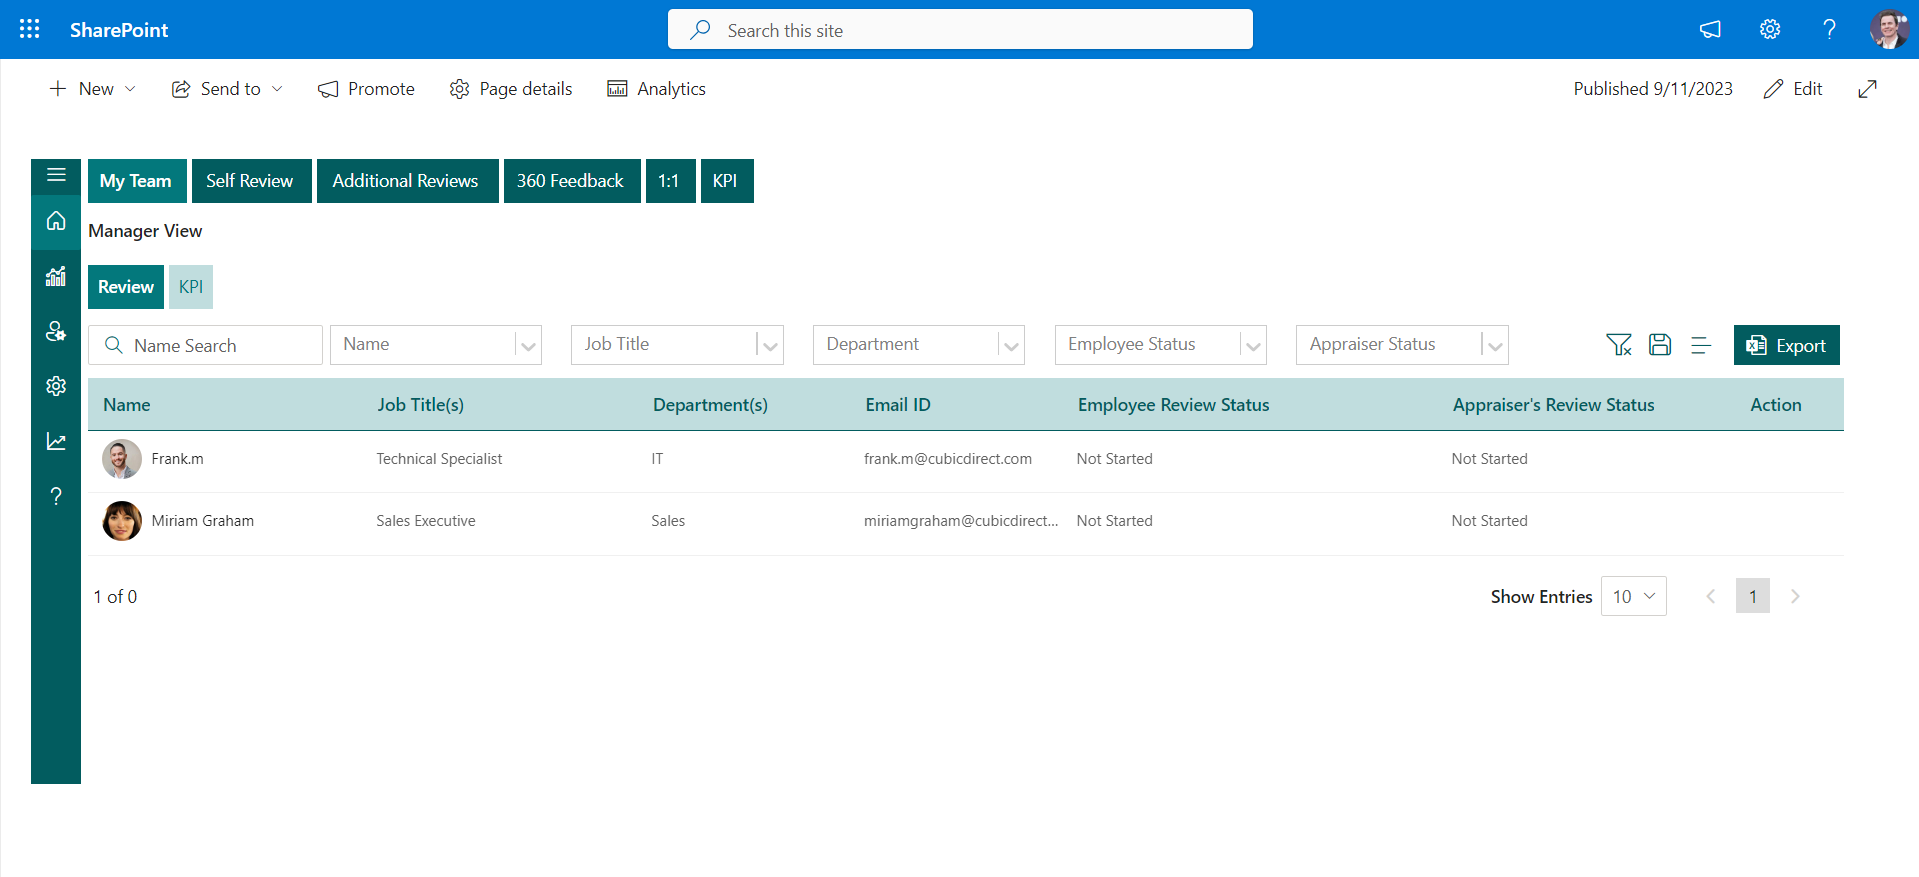 SharePoint
Search this site
New
Send to
Promote
Page details
Analytics
Published 9/11/2023
Edit
My Team
Self Review
Additional Reviews
360 Feedback
1:1
KPI
Manager View
Review
KPI
Name Search
Name
Job Title
Department
Employee Status
Appraiser Status
Export
Name
Job Title(s)
Department(s)
Email ID
Employee Review Status
Appraiser's Review Status
Action
Frank.m
Technical Specialist
IT
frank.m@cubicdirect.com
Not Started
Not Started
Miriam Graham
Sales Executive
Sales
miriamgraham@cubicdirect...
Not Started
Not Started
1 of 0
Show Entries
10
1